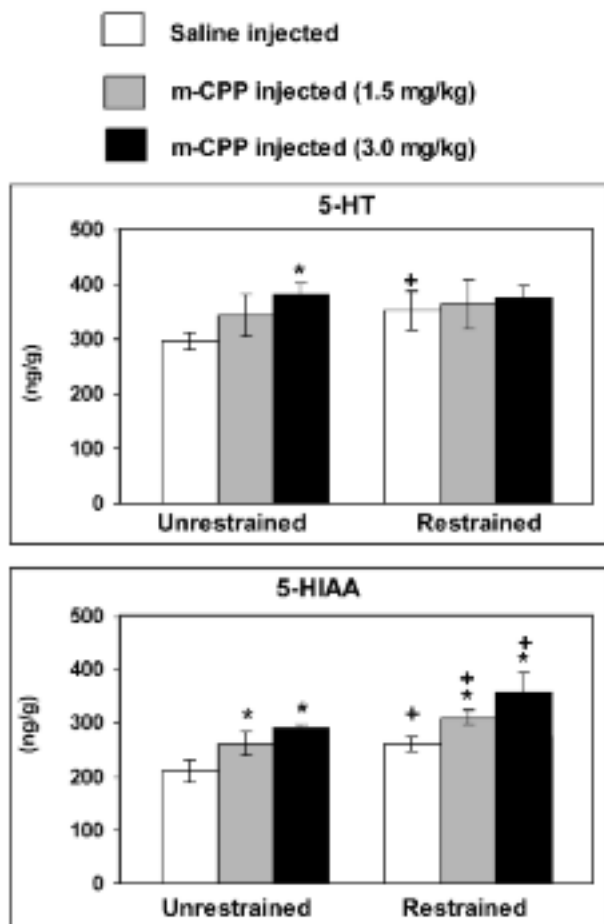 Saline injected
m-CPP injected (1.5 mg/kg)
m-CPP injected (3.0 mg/kg)
5-HT
500
400
300
200
100
0
(ng/g)
*
+
Unrestrained
Restrained
5-HIAA
500
400
300
200
100
0
(ng/g)
*
*
+
+
*
+
*
Unrestrained
Restrained